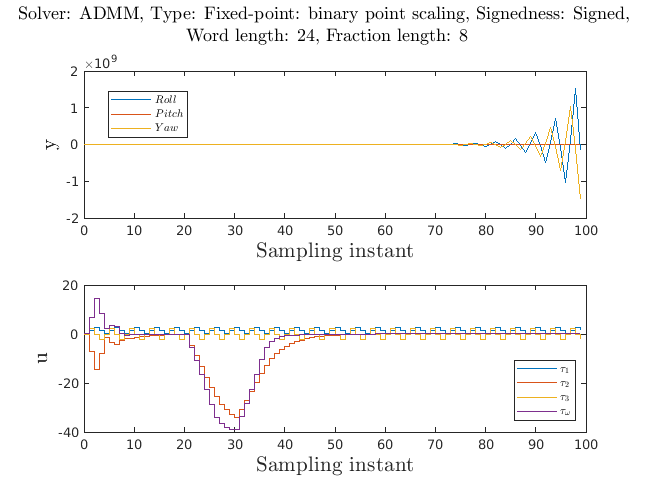 Solver: ADMM, Type: Fixed-point: binary point scaling, Signedness: Signed,
Word length: 24, Fraction length: 8
×10⁹
2
1
0
-1
-2
y
Roll
Pitch
Yaw
0 10 20 30 40 50 60 70 80 90 100
Sampling instant
20
0
-20
-40
u
τ₁
τ₂
τ₃
τ_ω
0 10 20 30 40 50 60 70 80 90 100
Sampling instant